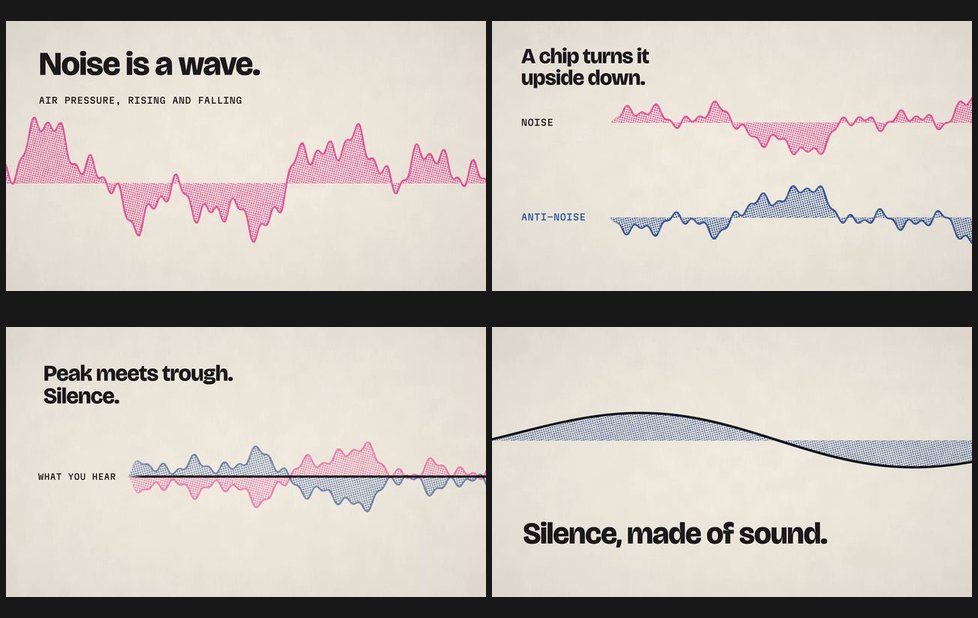 Noise is a wave.
AIR PRESSURE, RISING AND FALLING
A chip turns it
upside down.
NOISE
ANTI-NOISE
Peak meets trough.
Silence.
WHAT YOU HEAR
Silence, made of sound.